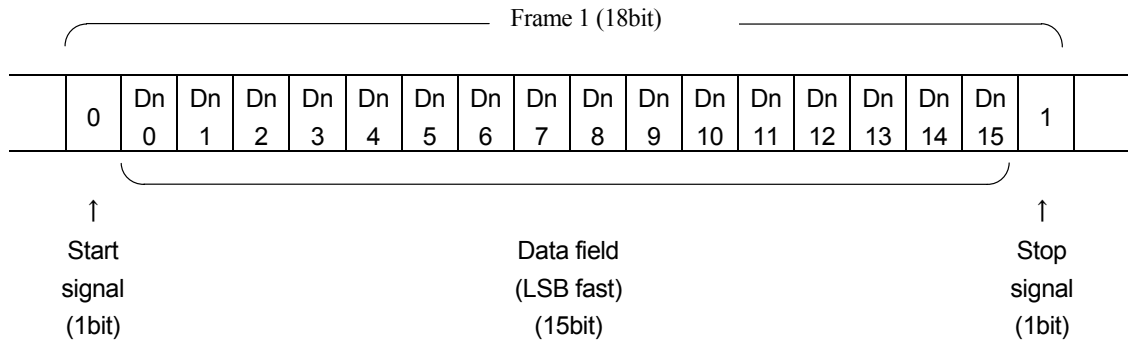 Frame 1 (18bit)
0 Dn 0 Dn 1 Dn 2 Dn 3 Dn 4 Dn 5 Dn 6 Dn 7 Dn 8 Dn 9 Dn 10 Dn 11 Dn 12 Dn 13 Dn 14 Dn 15 1
↑ ↑
Start Data field Stop
signal (LSB fast) signal
(1bit) (15bit) (1bit)